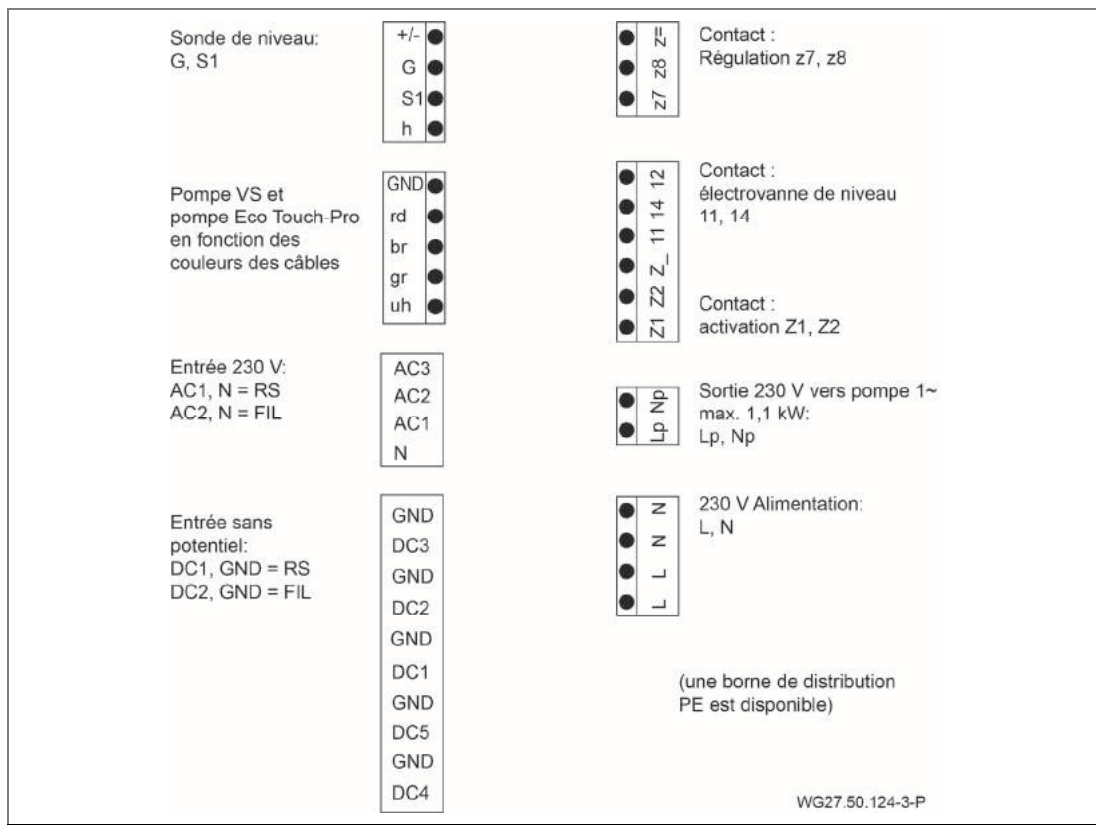 Sonde de niveau:
G, S1
+/-
G
S1
h
Pompe VS et
pompe Eco Touch-Pro
en fonction des
couleurs des câbles
GND
rd
br
gr
uh
Entrée 230 V:
AC1, N = RS
AC2, N = FIL
AC3
AC2
AC1
N
Entrée sans
potentiel:
DC1, GND = RS
DC2, GND = FIL
GND
DC3
GND
DC2
GND
DC1
GND
DC5
GND
DC4
z7 z8 z=
Contact :
Régulation z7, z8
Z1 Z2 Z_ 11 14 12
Contact :
électrovanne de niveau
11, 14
Contact :
activation Z1, Z2
Lp Np
Sortie 230 V vers pompe 1~
max. 1,1 kW:
Lp, Np
L L N N
230 V Alimentation:
L, N
(une borne de distribution
PE est disponible)
WG27.50.124-3-P